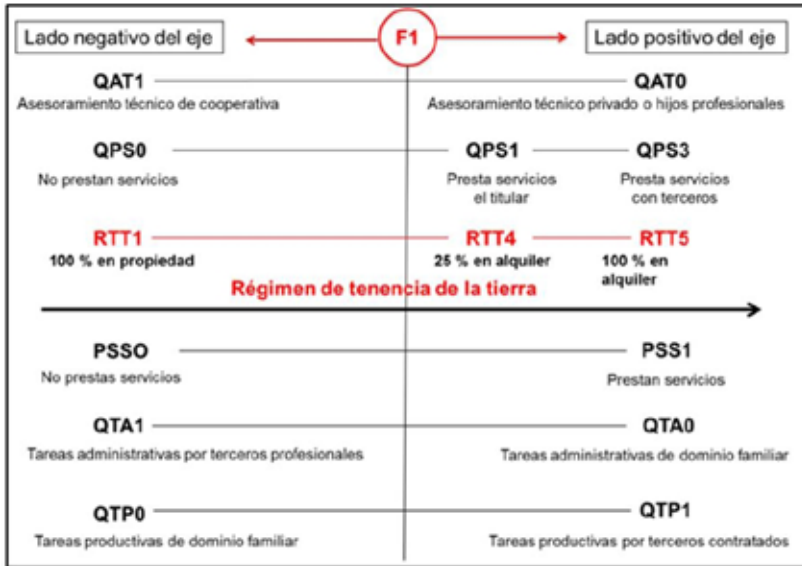 Lado negativo del eje F1 Lado positivo del eje
QAT1 QAT0
Asesoramiento técnico de cooperativa Asesoramiento técnico privado o hijos profesionales
QPS0 QPS1 QPS3
No prestan servicios Presta servicios Presta servicios
el titular con terceros
RTT1 RTT4 RTT5
100 % en propiedad 25 % en alquiler 100 % en
alquiler
Régimen de tenencia de la tierra
PSSO PSS1
No prestas servicios Prestan servicios
QTA1 QTA0
Tareas administrativas por terceros profesionales Tareas administrativas de dominio familiar
QTP0 QTP1
Tareas productivas de dominio familiar Tareas productivas por terceros contratados